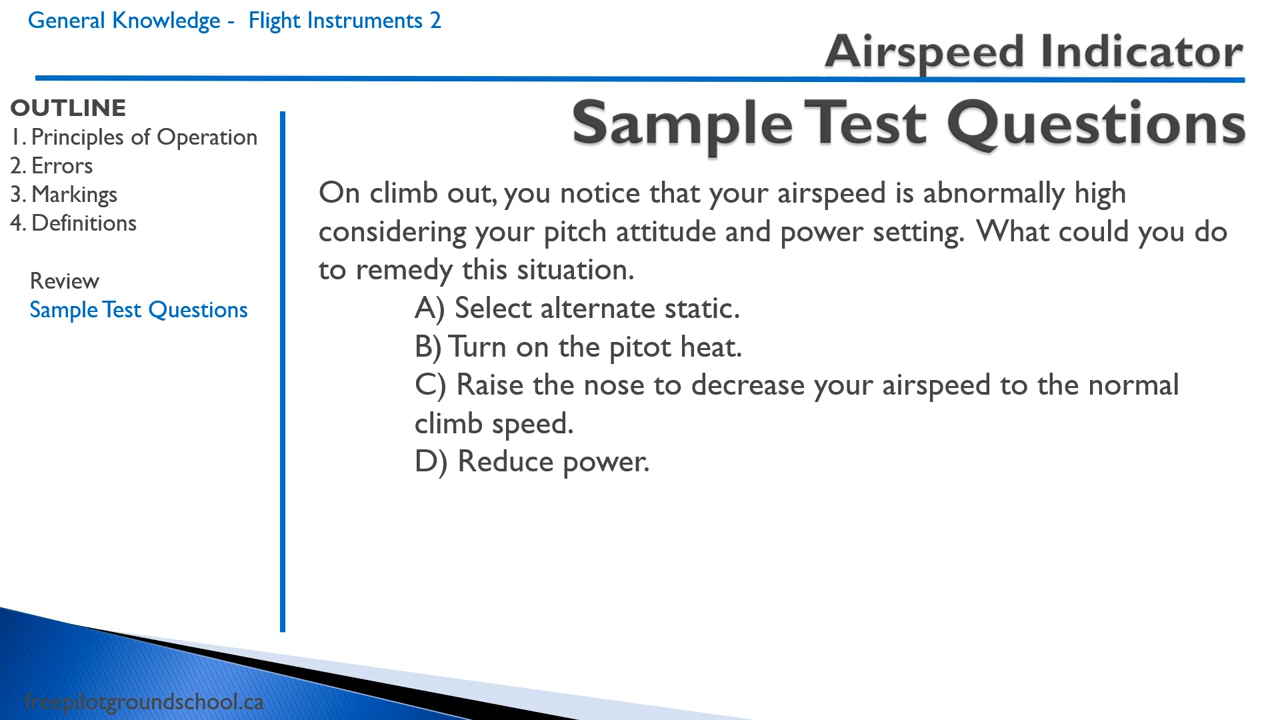 General Knowledge -  Flight Instruments 2
Airspeed Indicator
OUTLINE
1. Principles of Operation
2. Errors
3. Markings
4. Definitions
Review
Sample Test Questions
Sample Test Questions
On climb out, you notice that your airspeed is abnormally high
considering your pitch attitude and power setting.  What could you do
to remedy this situation.
A) Select alternate static.
B) Turn on the pitot heat.
C) Raise the nose to decrease your airspeed to the normal
climb speed.
D) Reduce power.
freepilotgroundschool.ca